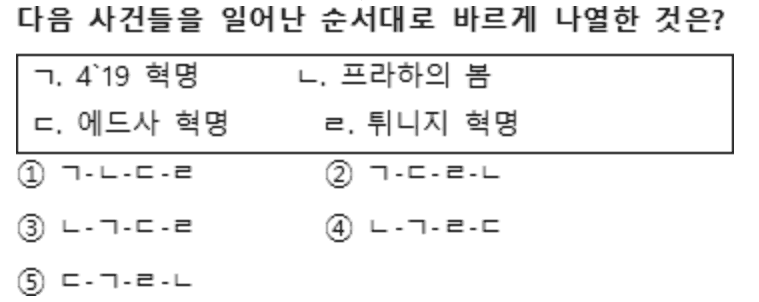 다음 사건들을 일어난 순서대로 바르게 나열한 것은?
ㄱ. 4`19 혁명 ㄴ. 프라하의 봄
ㄷ. 에드사 혁명 ㄹ. 튀니지 혁명
① ㄱ-ㄴ-ㄷ-ㄹ ② ㄱ-ㄷ-ㄹ-ㄴ
③ ㄴ-ㄱ-ㄷ-ㄹ ④ ㄴ-ㄱ-ㄹ-ㄷ
⑤ ㄷ-ㄱ-ㄹ-ㄴ